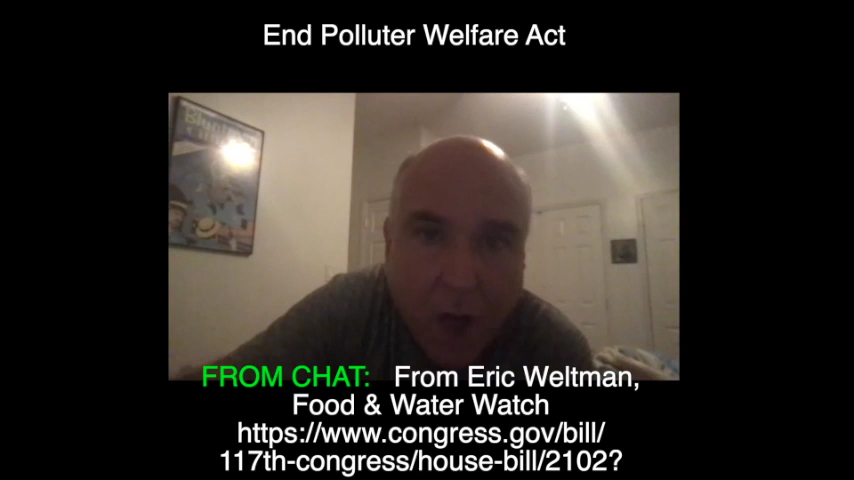 End Polluter Welfare Act
FROM CHAT: From Eric Weltman,
Food & Water Watch
https://www.congress.gov/bill/
117th-congress/house-bill/2102?